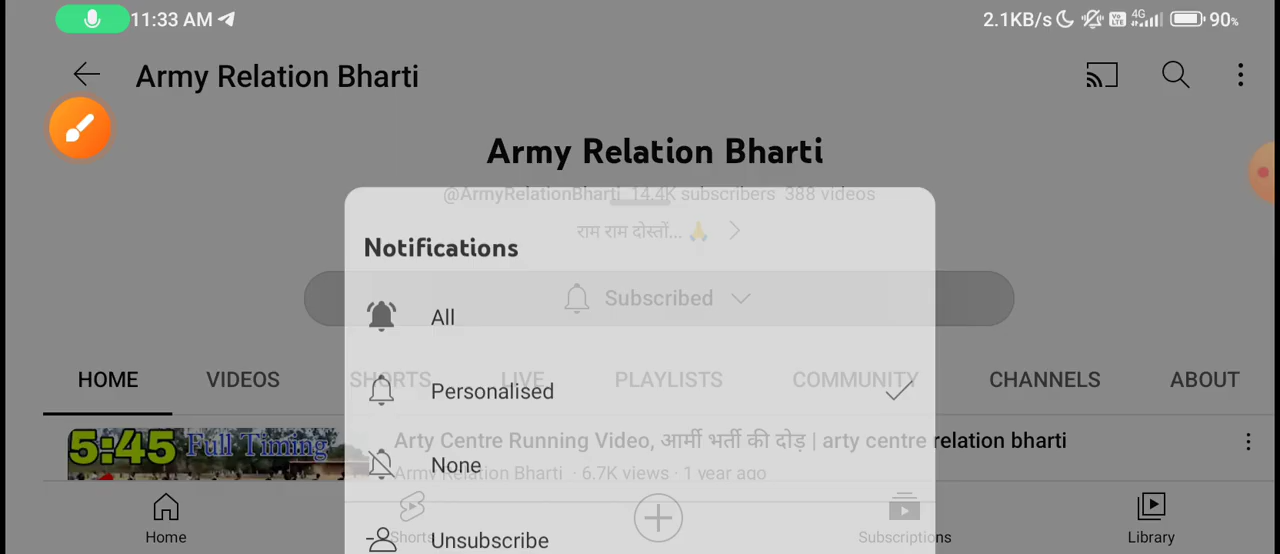 11:33 AM 2.1KB/s Vo LTE 4G 90%
Army Relation Bharti
Army Relation Bharti
@ArmyRelationBharti 14.4K subscribers 388 videos
राम राम दोस्तों... 🙏
Notifications
Subscribed
All
Personalised
None
Unsubscribe
HOME VIDEOS SHORTS LIVE PLAYLISTS COMMUNITY CHANNELS ABOUT
5:45 Full Timing
Arty Centre Running Video, आर्मी भर्ती की दोड़ | arty centre relation bharti
Army Relation Bharti · 6.7K views · 1 year ago
Home Shorts Subscriptions Library